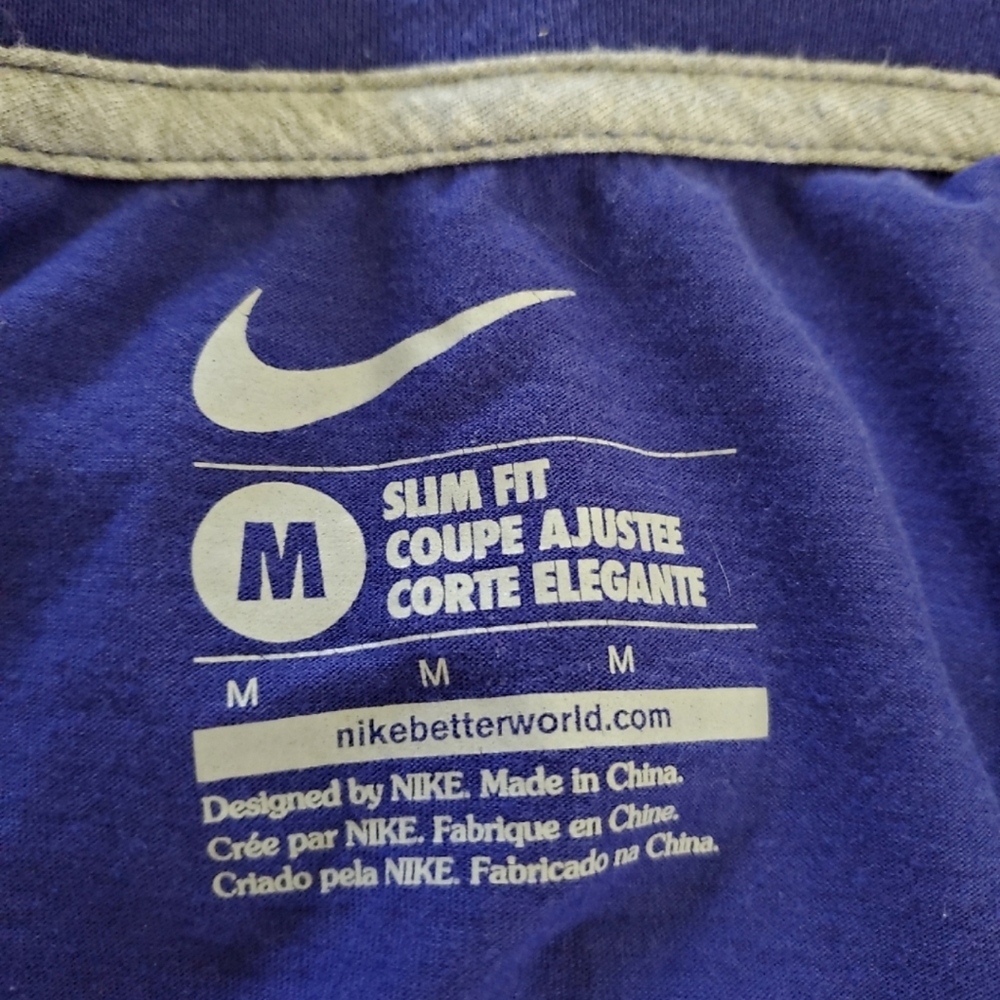 M
SLIM FIT
COUPE AJUSTEE
CORTE ELEGANTE
M M M
nikebetterworld.com
Designed by NIKE. Made in China.
Crée par NIKE. Fabrique en Chine.
Criado pela NIKE. Fabricado na China.